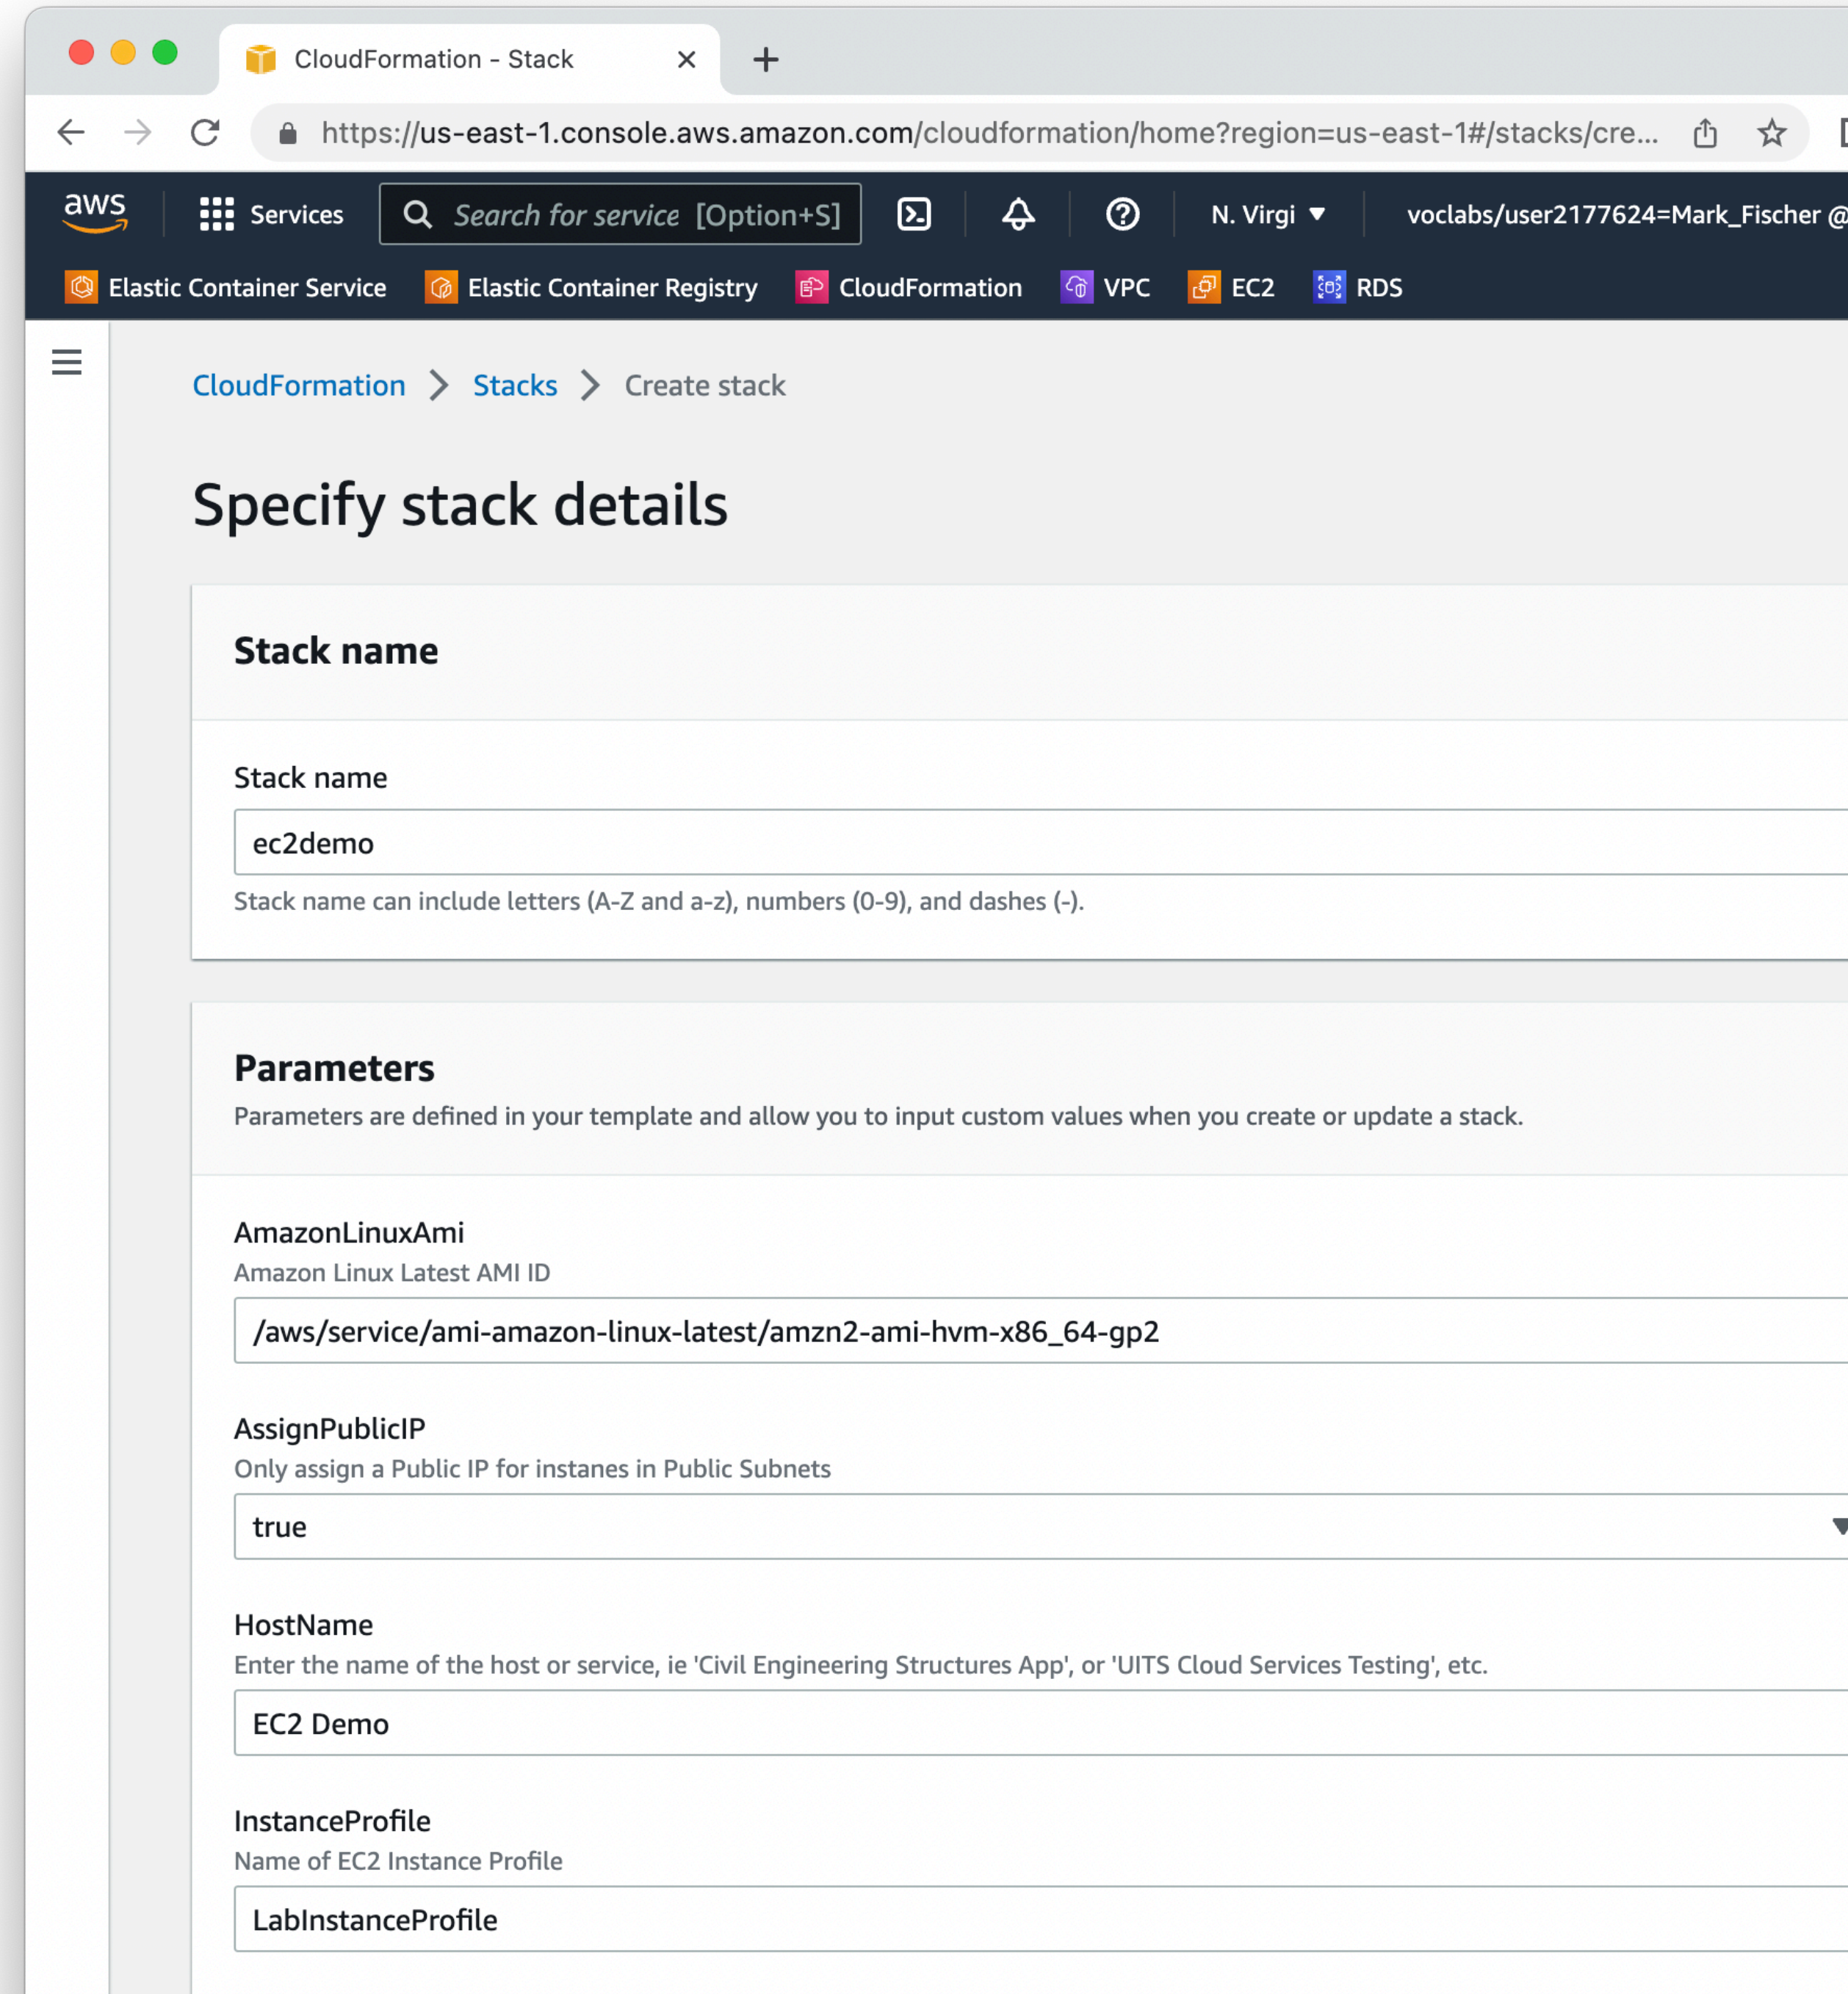 CloudFormation - Stack
https://us-east-1.console.aws.amazon.com/cloudformation/home?region=us-east-1#/stacks/cre...
aws Services Search for service [Option+S] N. Virgi voclabs/user2177624=Mark_Fischer @
Elastic Container Service Elastic Container Registry CloudFormation VPC EC2 RDS
CloudFormation Stacks Create stack
Specify stack details
Stack name
Stack name
ec2demo
Stack name can include letters (A-Z and a-z), numbers (0-9), and dashes (-).
Parameters
Parameters are defined in your template and allow you to input custom values when you create or update a stack.
AmazonLinuxAmi
Amazon Linux Latest AMI ID
/aws/service/ami-amazon-linux-latest/amzn2-ami-hvm-x86_64-gp2
AssignPublicIP
Only assign a Public IP for instanes in Public Subnets
true
HostName
Enter the name of the host or service, ie 'Civil Engineering Structures App', or 'UITS Cloud Services Testing', etc.
EC2 Demo
InstanceProfile
Name of EC2 Instance Profile
LabInstanceProfile